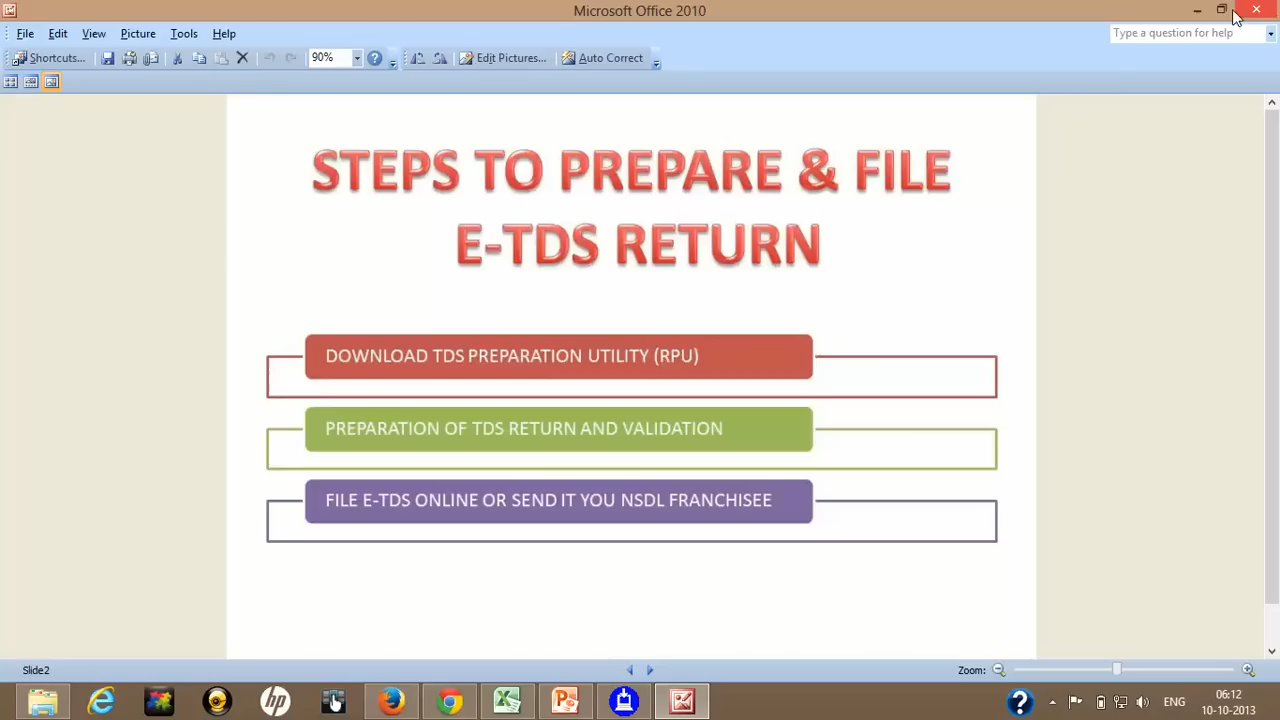 Microsoft Office 2010
File Edit View Picture Tools Help
Type a question for help
Shortcuts...
90%
Edit Pictures...
Auto Correct
STEPS TO PREPARE & FILE
E-TDS RETURN
DOWNLOAD TDS PREPARATION UTILITY (RPU)
PREPARATION OF TDS RETURN AND VALIDATION
FILE E-TDS ONLINE OR SEND IT YOU NSDL FRANCHISEE
Slide2
Zoom:
hp
ENG
06:12
10-10-2013